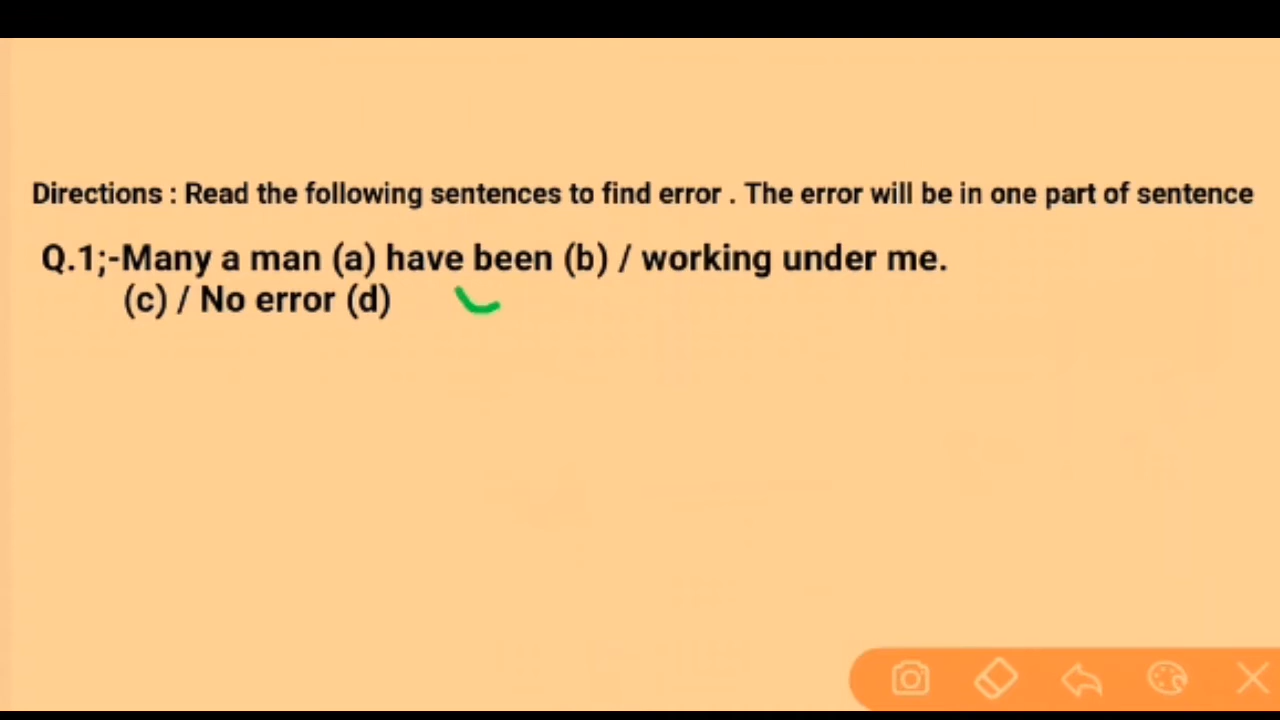 Directions : Read the following sentences to find error . The error will be in one part of sentence
Q.1;-Many a man (a) have been (b) / working under me.
(c) / No error (d)